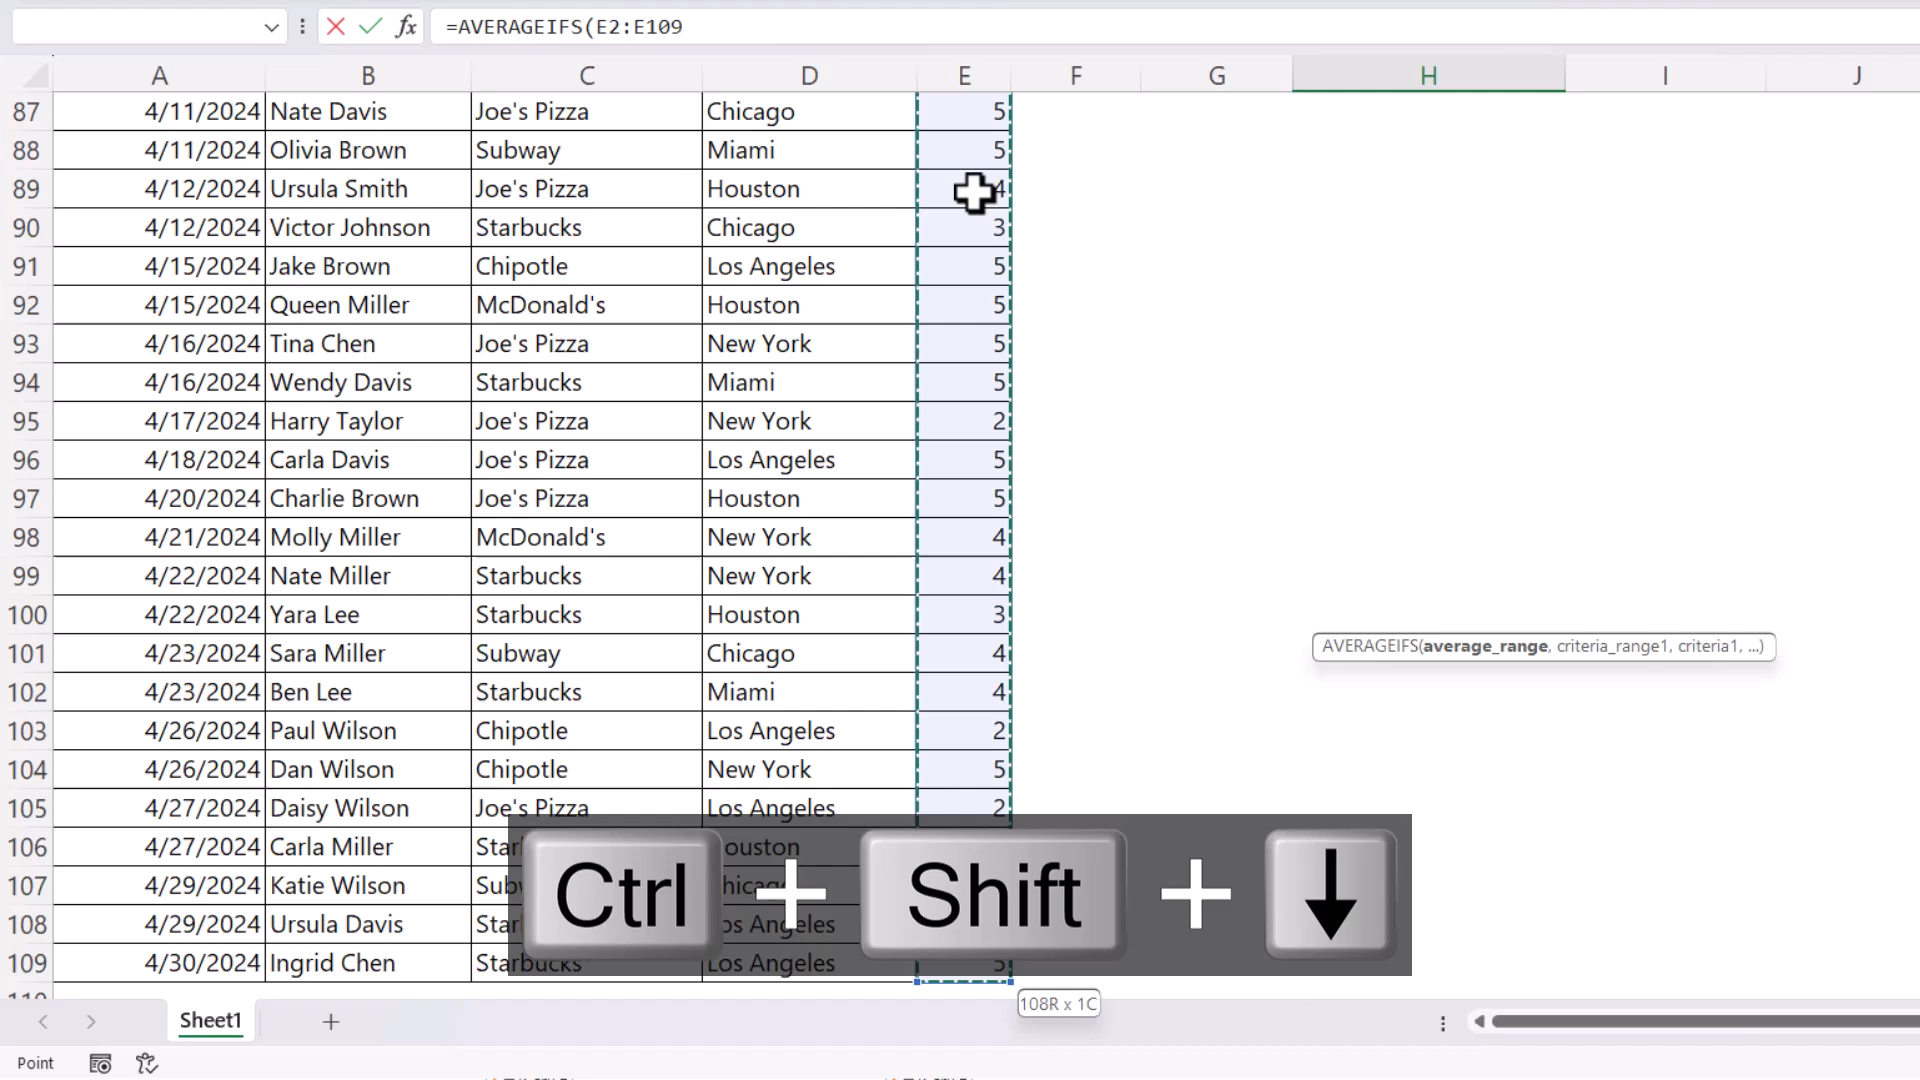 fx =AVERAGEIFS(E2:E109
A B C D E F G H I J
87 4/11/2024 Nate Davis Joe's Pizza Chicago 5
88 4/11/2024 Olivia Brown Subway Miami 5
89 4/12/2024 Ursula Smith Joe's Pizza Houston 4
90 4/12/2024 Victor Johnson Starbucks Chicago 3
91 4/15/2024 Jake Brown Chipotle Los Angeles 5
92 4/15/2024 Queen Miller McDonald's Houston 5
93 4/16/2024 Tina Chen Joe's Pizza New York 5
94 4/16/2024 Wendy Davis Starbucks Miami 5
95 4/17/2024 Harry Taylor Joe's Pizza New York 2
96 4/18/2024 Carla Davis Joe's Pizza Los Angeles 5
97 4/20/2024 Charlie Brown Joe's Pizza Houston 5
98 4/21/2024 Molly Miller McDonald's New York 4
99 4/22/2024 Nate Miller Starbucks New York 4
100 4/22/2024 Yara Lee Starbucks Houston 3
101 4/23/2024 Sara Miller Subway Chicago 4
AVERAGEIFS(average_range, criteria_range1, criteria1, ...)
102 4/23/2024 Ben Lee Starbucks Miami 4
103 4/26/2024 Paul Wilson Chipotle Los Angeles 2
104 4/26/2024 Dan Wilson Chipotle New York 5
105 4/27/2024 Daisy Wilson Joe's Pizza Los Angeles 2
106 4/27/2024 Carla Miller
107 4/29/2024 Katie Wilson
108 4/29/2024 Ursula Davis
109 4/30/2024 Ingrid Chen Starbucks Los Angeles 5
Ctrl + Shift + ↓
108R x 1C
Sheet1
Point